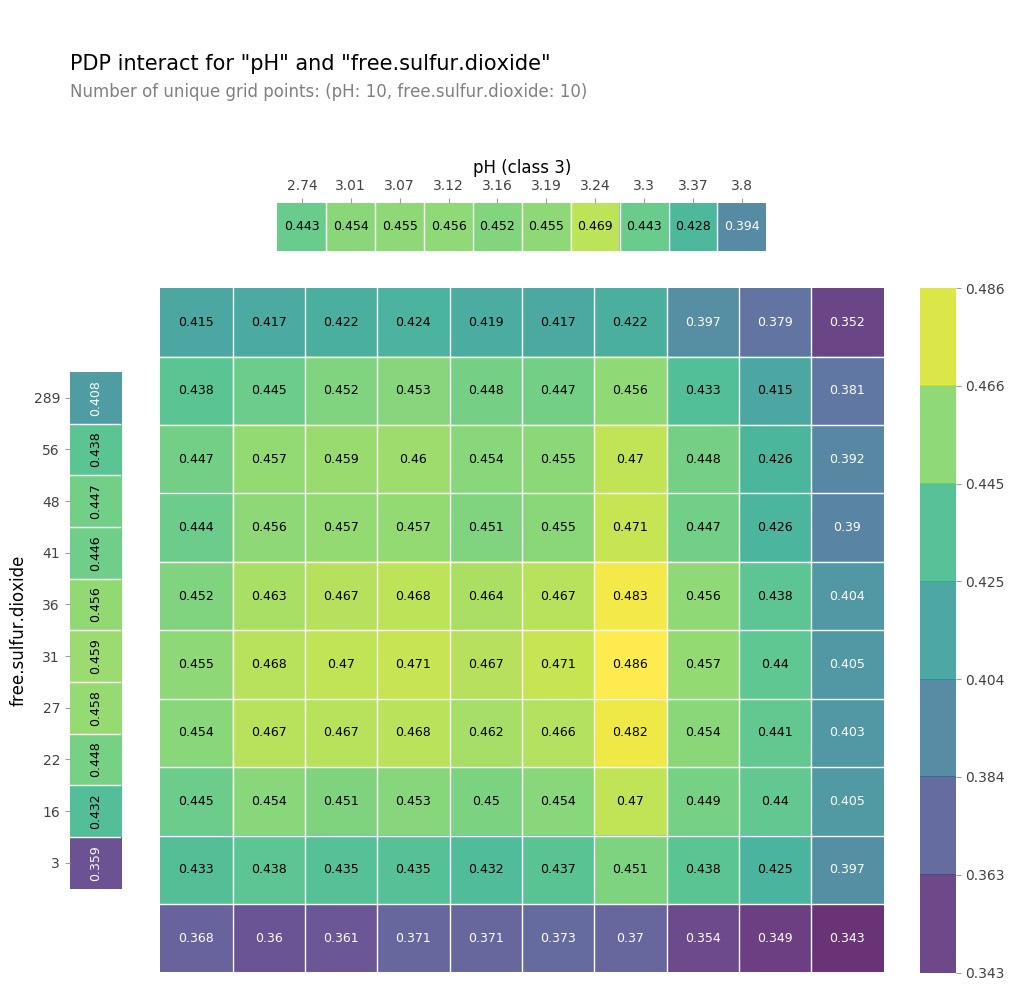 PDP interact for "pH" and "free.sulfur.dioxide"
Number of unique grid points: (pH: 10, free.sulfur.dioxide: 10)
pH (class 3)
2.74 3.01 3.07 3.12 3.16 3.19 3.24 3.3 3.37 3.8
0.443 0.454 0.455 0.456 0.452 0.455 0.469 0.443 0.428 0.394
free.sulfur.dioxide
289 0.408
56 0.438
48 0.447
41 0.446
36 0.456
31 0.459
27 0.458
22 0.448
16 0.432
3 0.359
0.415 0.417 0.422 0.424 0.419 0.417 0.422 0.397 0.379 0.352
0.438 0.445 0.452 0.453 0.448 0.447 0.456 0.433 0.415 0.381
0.447 0.457 0.459 0.46 0.454 0.455 0.47 0.448 0.426 0.392
0.444 0.456 0.457 0.457 0.451 0.455 0.471 0.447 0.426 0.39
0.452 0.463 0.467 0.468 0.464 0.467 0.483 0.456 0.438 0.404
0.455 0.468 0.47 0.471 0.467 0.471 0.486 0.457 0.44 0.405
0.454 0.467 0.467 0.468 0.462 0.466 0.482 0.454 0.441 0.403
0.445 0.454 0.451 0.453 0.45 0.454 0.47 0.449 0.44 0.405
0.433 0.438 0.435 0.435 0.432 0.437 0.451 0.438 0.425 0.397
0.368 0.36 0.361 0.371 0.371 0.373 0.37 0.354 0.349 0.343
0.486
0.466
0.445
0.425
0.404
0.384
0.363
0.343